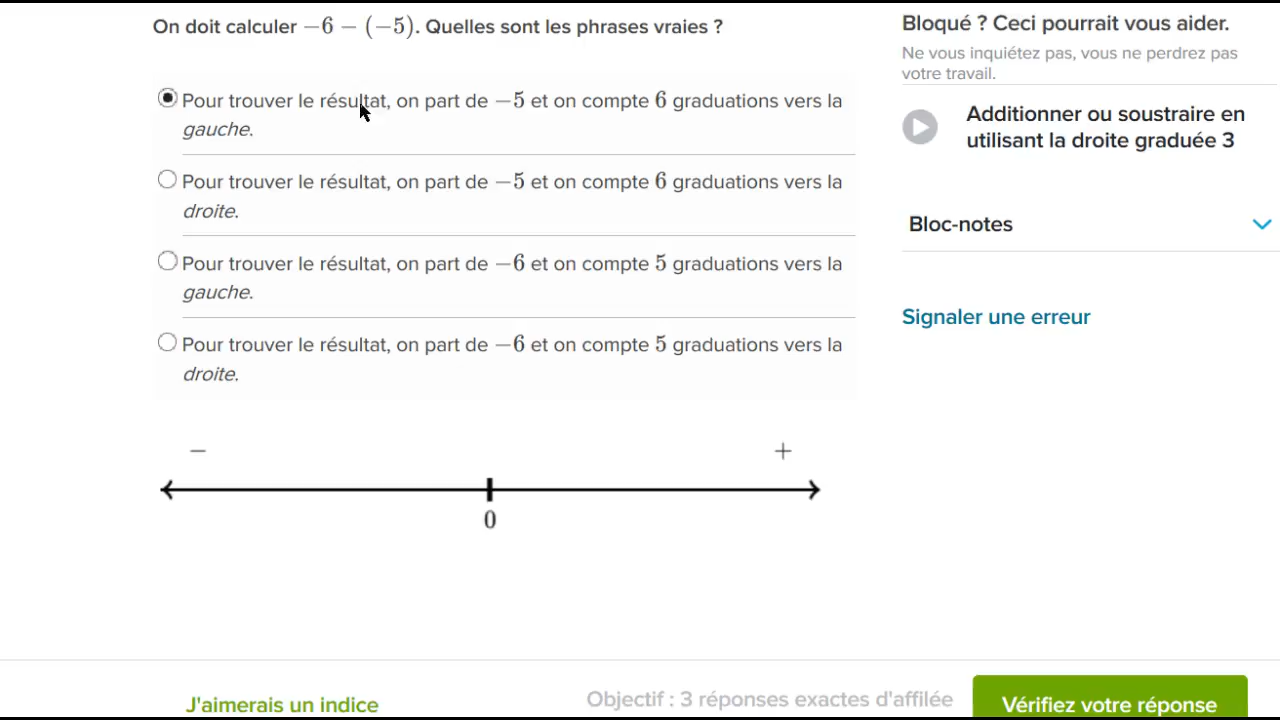 On doit calculer −6 − (−5). Quelles sont les phrases vraies ?
Pour trouver le résultat, on part de −5 et on compte 6 graduations vers la
gauche.
Pour trouver le résultat, on part de −5 et on compte 6 graduations vers la
droite.
Pour trouver le résultat, on part de −6 et on compte 5 graduations vers la
gauche.
Pour trouver le résultat, on part de −6 et on compte 5 graduations vers la
droite.
− +
0
J'aimerais un indice
Objectif : 3 réponses exactes d'affilée
Vérifiez votre réponse
Bloqué ? Ceci pourrait vous aider.
Ne vous inquiétez pas, vous ne perdrez pas
votre travail.
Additionner ou soustraire en
utilisant la droite graduée 3
Bloc-notes
Signaler une erreur